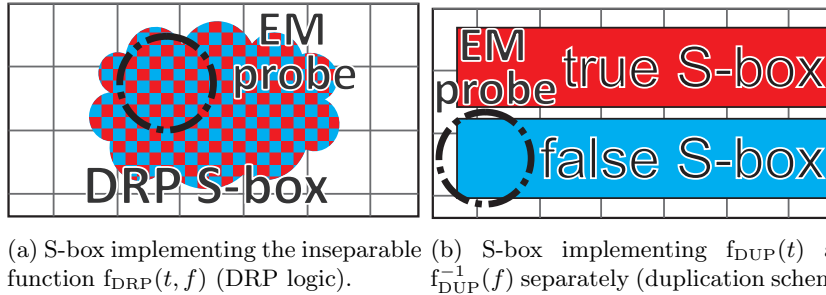 EM
probe
DRP S-box
EM
probe
true S-box
false S-box
(a) S-box implementing the inseparable
function f_DRP(t, f) (DRP logic).
(b) S-box implementing f_DUP(t)
f_DUP^{-1}(f) separately (duplication schem